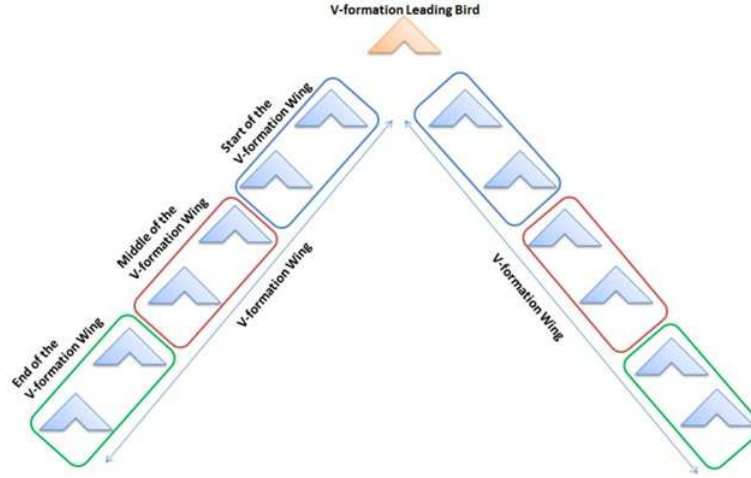 V-formation Leading Bird
Start of the
V-formation Wing
Middle of the
V-formation Wing
End of the
V-formation Wing
V-formation Wing
V-formation Wing